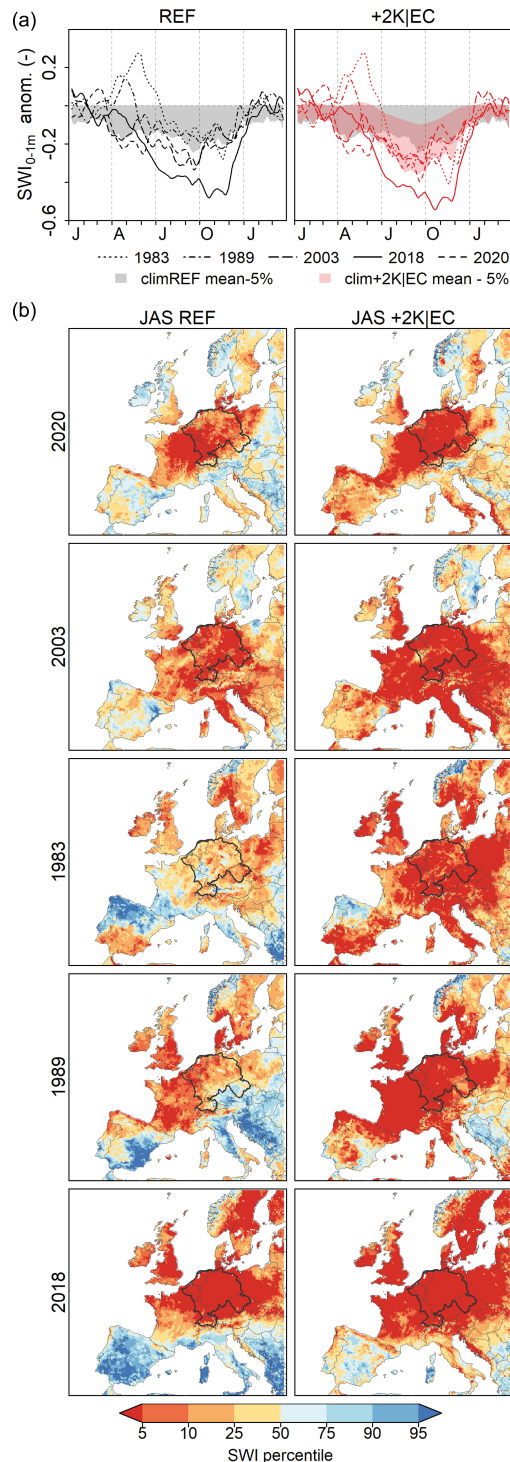 (a) REF +2K|EC
SWI0-1m anom. (-)
0.2
-0.2
-0.6
J A J O J J A J O J
1983 1989 2003 2018 2020
climREF mean-5% clim+2K|EC mean - 5%
(b) JAS REF JAS +2K|EC
2020
2003
1983
1989
2018
5 10 25 50 75 90 95
SWI percentile